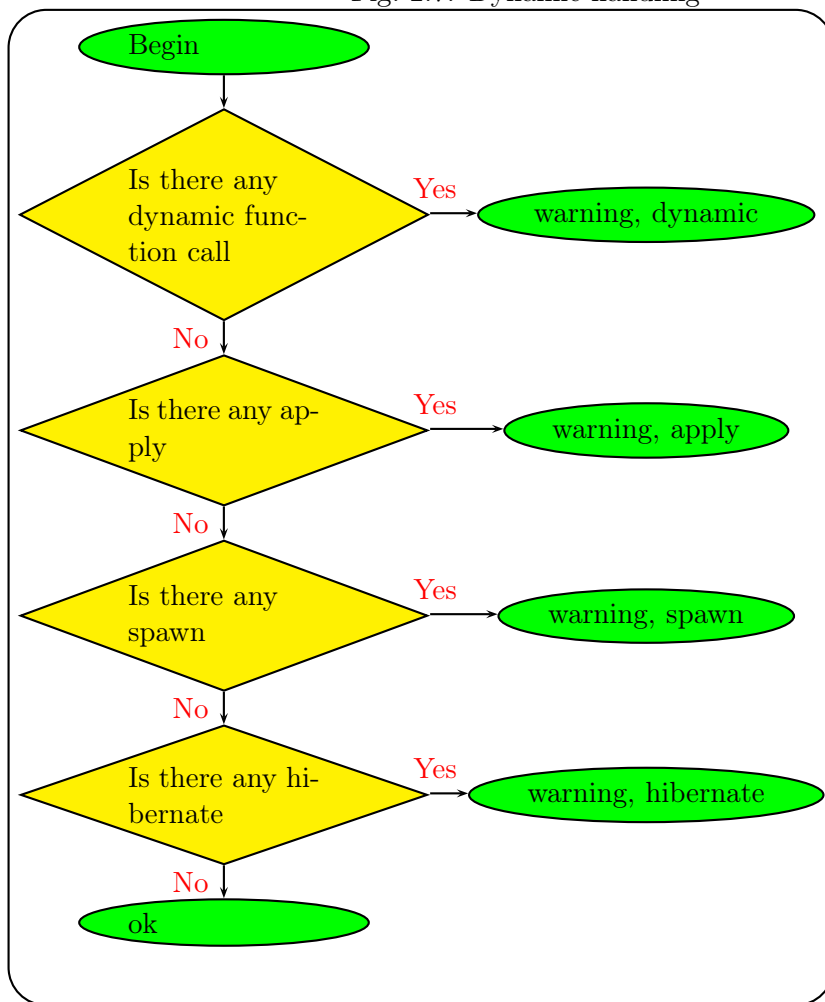 Dynamic handling
Begin
Is there any
dynamic func-
tion call
Yes
warning, dynamic
No
Is there any ap-
ply
Yes
warning, apply
No
Is there any
spawn
Yes
warning, spawn
No
Is there any hi-
bernate
Yes
warning, hibernate
No
ok